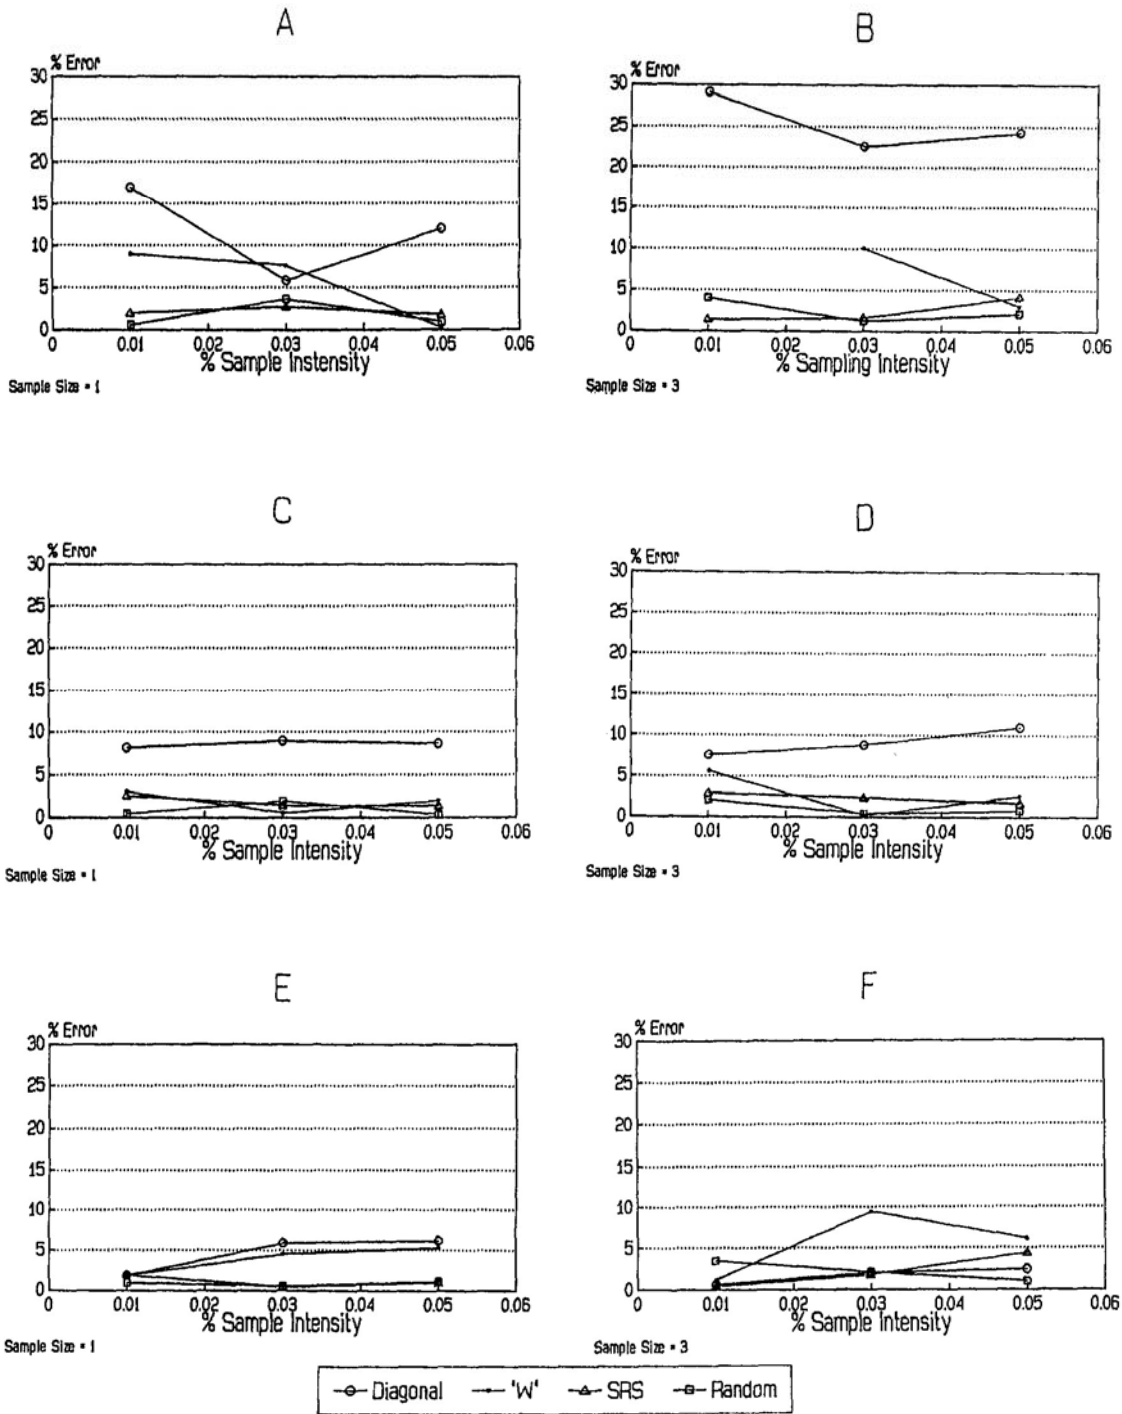 A
% Error
30
25
20
15
10
5
0
0 0.01 0.02 0.03 0.04 0.05 0.06
% Sample Instensity
Sample Size = 1
B
% Error
30
25
20
15
10
5
0
0 0.01 0.02 0.03 0.04 0.05 0.06
% Sampling Intensity
Sample Size = 3
C
% Error
30
25
20
15
10
5
0
0 0.01 0.02 0.03 0.04 0.05 0.06
% Sample Intensity
Sample Size = 1
D
% Error
30
25
20
15
10
5
0
0 0.01 0.02 0.03 0.04 0.05 0.06
% Sample Intensity
Sample Size = 3
E
% Error
30
25
20
15
10
5
0
0 0.01 0.02 0.03 0.04 0.05 0.06
% Sample Intensity
Sample Size = 1
F
% Error
30
25
20
15
10
5
0
0 0.01 0.02 0.03 0.04 0.05 0.06
% Sample Intensity
Sample Size = 3
Diagonal 'W' SRS Random